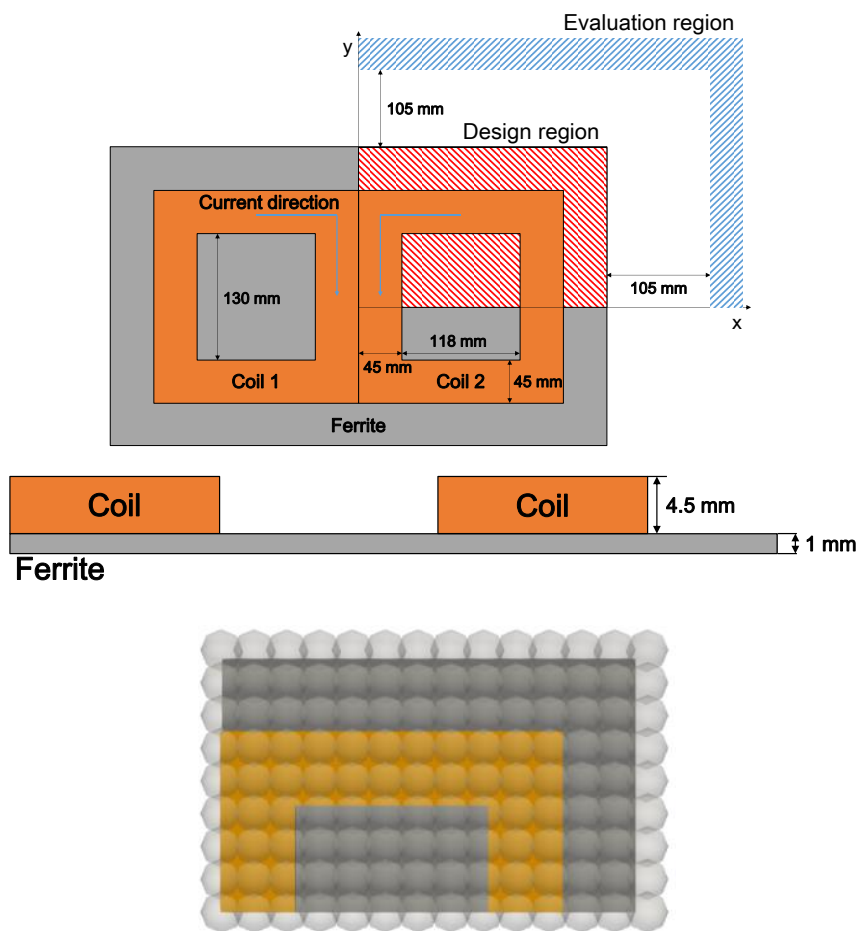 Evaluation region
y
105 mm
Design region
Current direction
130 mm
105 mm
x
118 mm
45 mm
Coil 1
Coil 2
45 mm
Ferrite
Coil
Coil
4.5 mm
1 mm
Ferrite